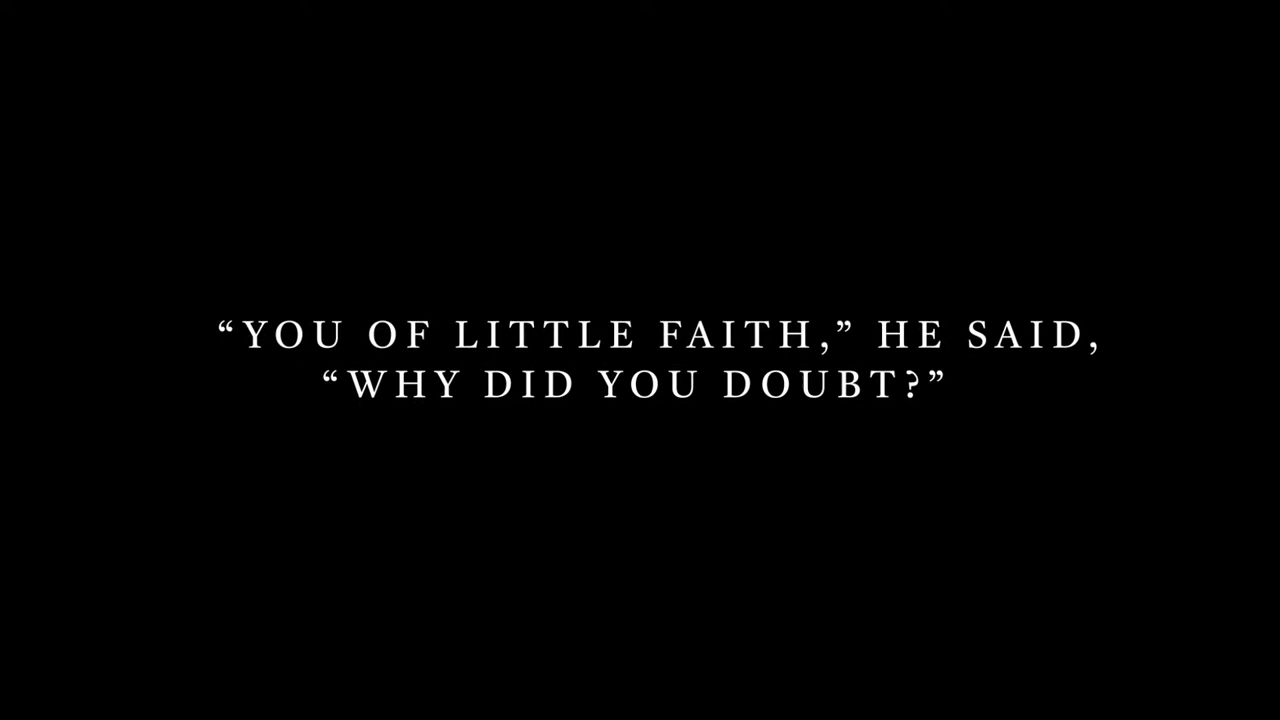 “YOU OF LITTLE FAITH,” HE SAID,
“WHY DID YOU DOUBT?”